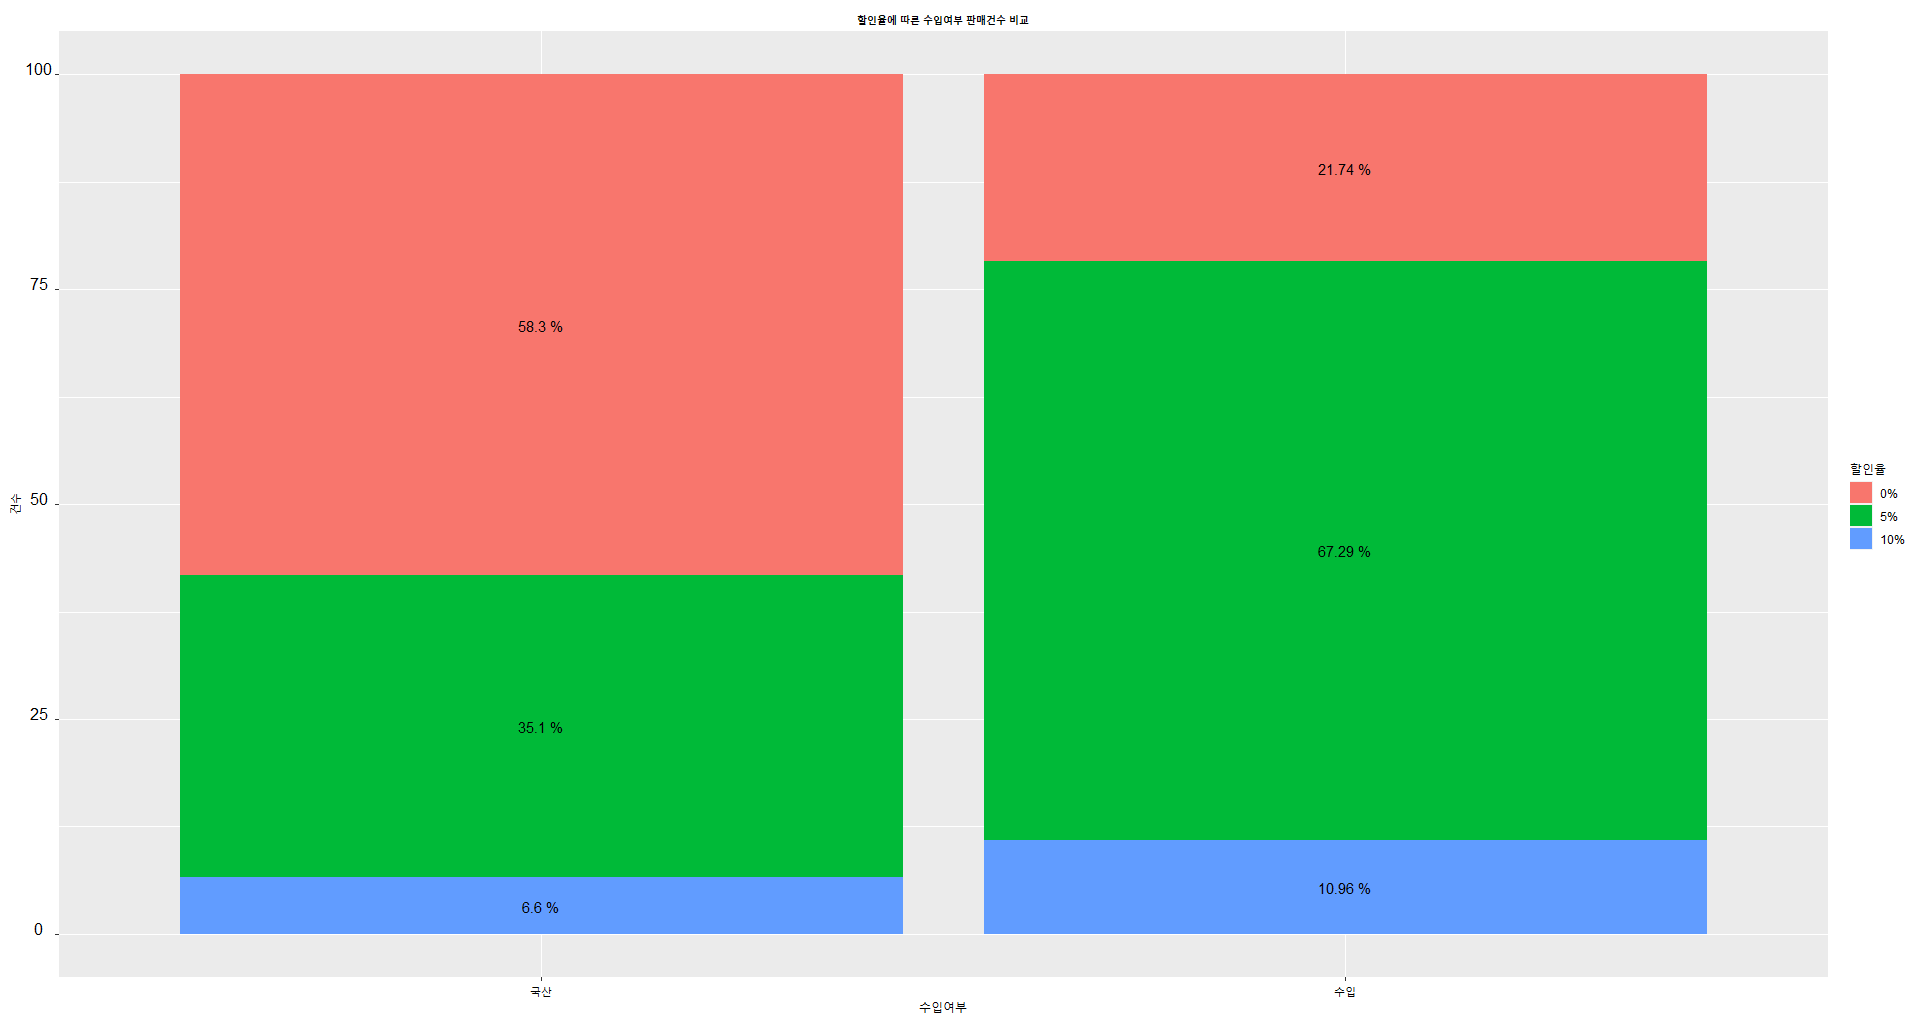 할인율에 따른 수입여부 판매건수 비교
100
75
50
25
0
건수
58.3 %
35.1 %
6.6 %
21.74 %
67.29 %
10.96 %
국산
수입
수입여부
할인율
0%
5%
10%